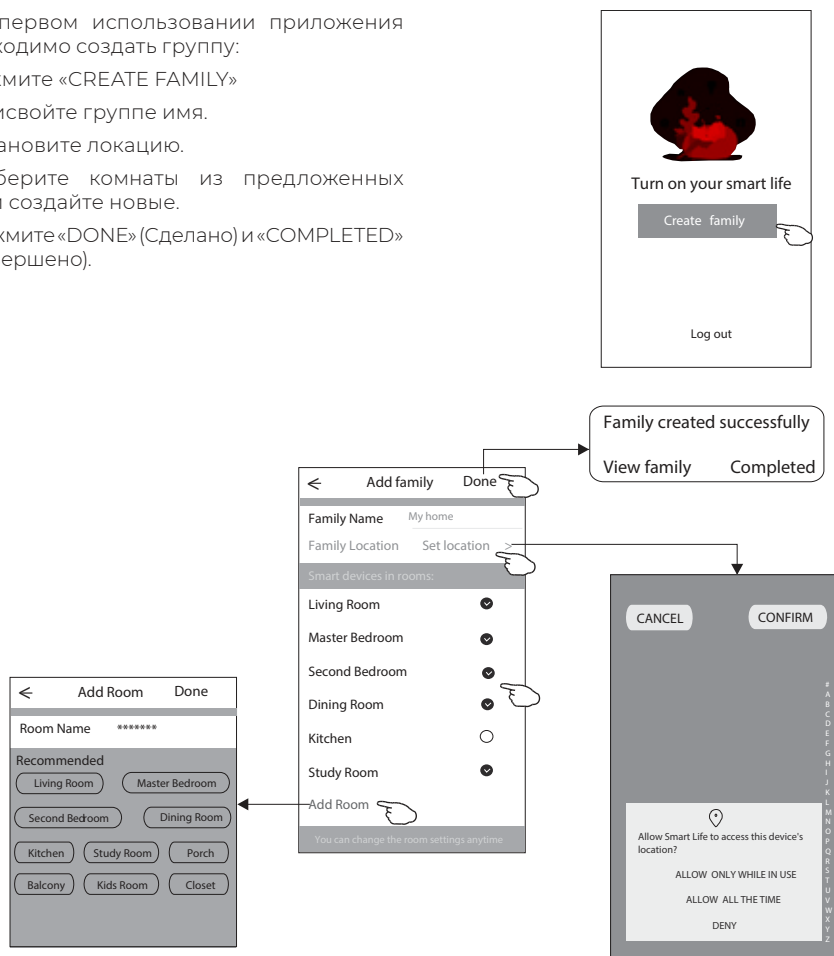 первом использовании приложения
ходимо создать группу:
кмите «CREATE FAMILY»
исвойте группе имя.
ановите локацию.
берите комнаты из предложенных
и создайте новые.
жмите «DONE» (Сделано) и «COMPLETED»
вершено).
Turn on your smart life
Create family
Log out
Family created successfully
View family Completed
Add family Done
Family Name My home
Family Location Set location >
Smart devices in rooms:
Living Room
Master Bedroom
Second Bedroom
Dining Room
Kitchen
Study Room
Add Room
You can change the room settings anytime
Add Room Done
Room Name *******
Recommended
Living Room Master Bedroom
Second Bedroom Dining Room
Kitchen Study Room Porch
Balcony Kids Room Closet
CANCEL CONFIRM
Allow Smart Life to access this device's
location?
ALLOW ONLY WHILE IN USE
ALLOW ALL THE TIME
DENY
#
A
B
C
D
E
F
G
H
I
J
K
L
M
N
O
P
Q
R
S
T
U
V
W
X
Y
Z